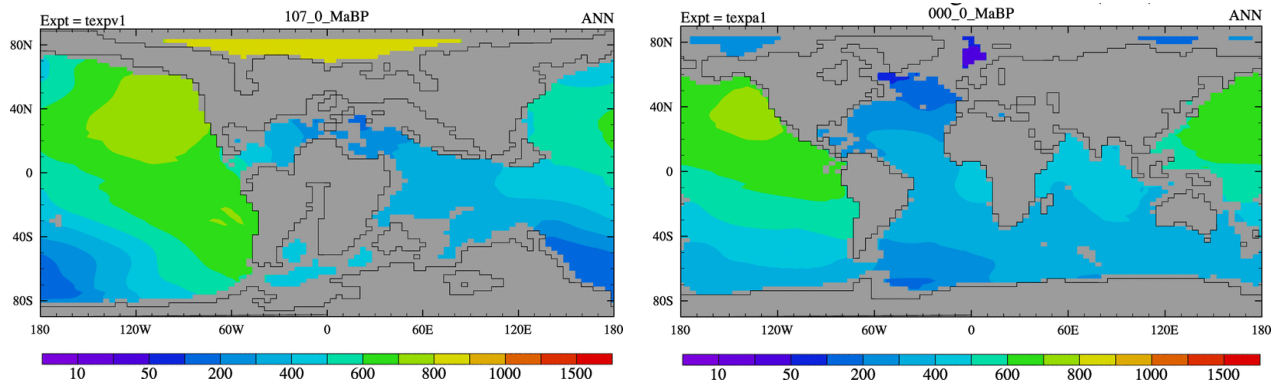 Expt = texpv1 107_0_MaBP ANN
80N
40N
0
40S
80S
180 120W 60W 0 60E 120E 180
10 50 200 400 600 800 1000 1500
Expt = texpa1 000_0_MaBP ANN
80N
40N
0
40S
80S
180 120W 60W 0 60E 120E 180
10 50 200 400 600 800 1000 1500